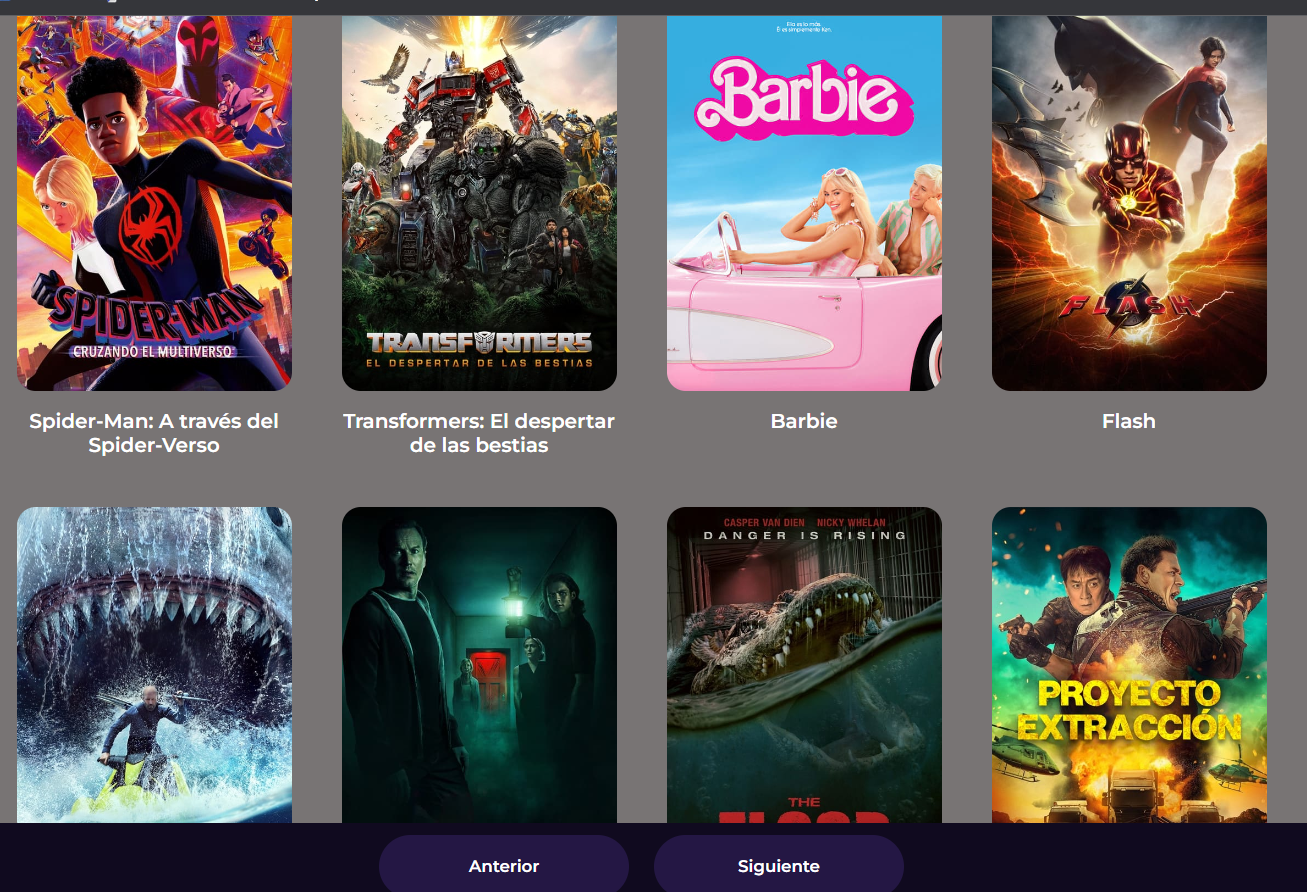 Ella es lo más.
Él es simplemente Ken.
Barbie
SPIDER-MAN
CRUZANDO EL MULTIVERSO
TRANSFORMERS
EL DESPERTAR DE LAS BESTIAS
FLASH
Spider-Man: A través del
Spider-Verso
Transformers: El despertar
de las bestias
Barbie
Flash
CASPER VAN DIEN NICKY WHELAN
DANGER IS RISING
THE
FLOOD
PROYECTO
EXTRACCIÓN
Anterior
Siguiente